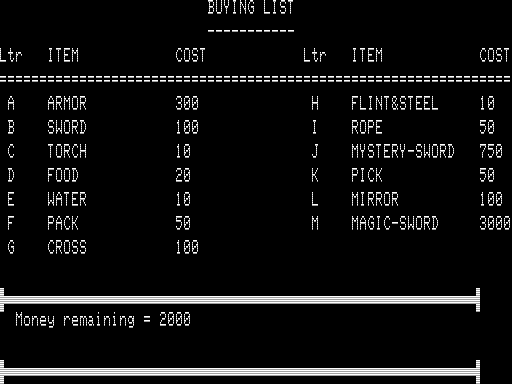 BUYING LIST
-----------
Ltr ITEM COST Ltr ITEM COST
================================================================
A ARMOR 300 H FLINT&STEEL 10
B SWORD 100 I ROPE 50
C TORCH 10 J MYSTERY-SWORD 750
D FOOD 20 K PICK 50
E WATER 10 L MIRROR 100
F PACK 50 M MAGIC-SWORD 3000
G CROSS 100
Money remaining = 2000